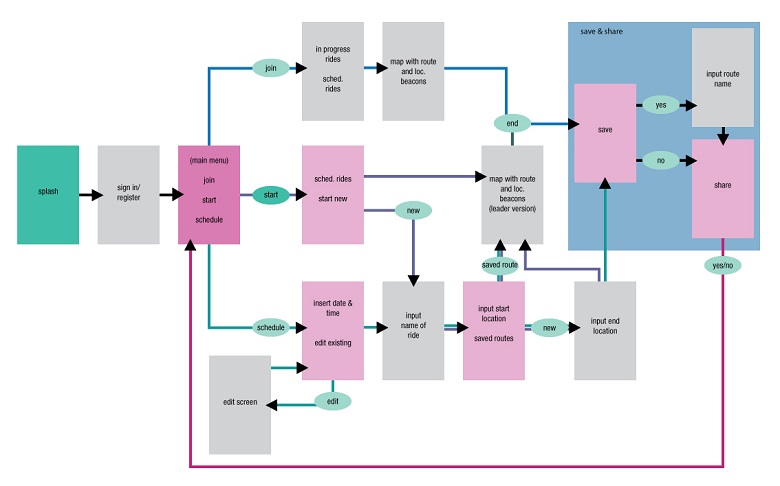 in progress
rides
sched.
rides
map with route
and loc.
beacons
save & share
input route
name
join
end
save
yes
no
share
splash
sign in/
register
(main menu)
join
start
schedule
start
sched. rides
start new
new
map with route
and loc.
beacons
(leader version)
saved route
yes/no
schedule
insert date &
time
edit existing
input
name of
ride
input start
location
saved routes
new
input end
location
edit screen
edit